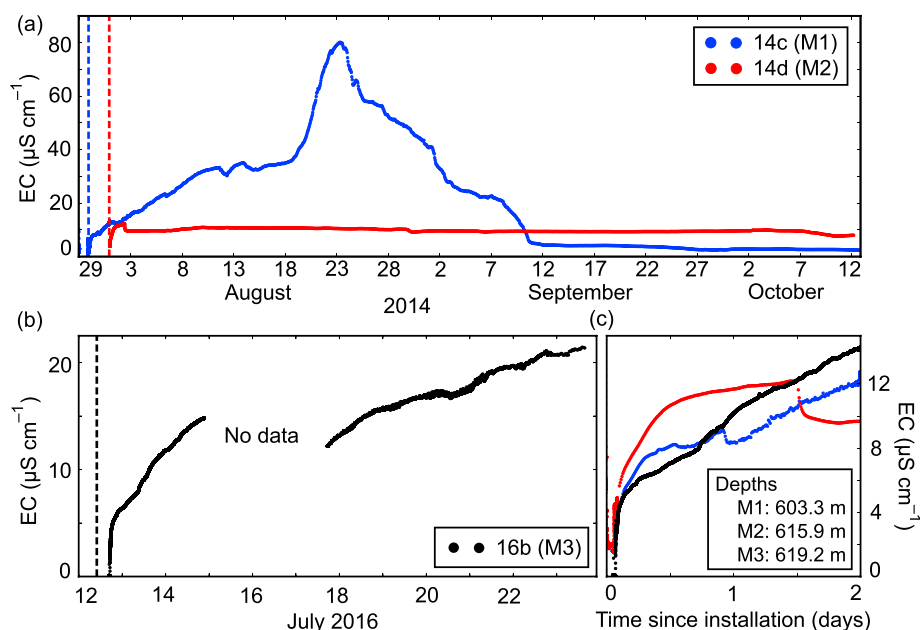 (a)
80
60
40
20
0
EC (µS cm⁻¹)
14c (M1)
14d (M2)
29 3 8 13 18 23 28 2 7 12 17 22 27 2 7 12
August September October
2014
(b)
20
10
0
EC (µS cm⁻¹)
No data
16b (M3)
12 14 16 18 20 22
July 2016
(c)
12
8
4
0
EC (µS cm⁻¹)
Depths
M1: 603.3 m
M2: 615.9 m
M3: 619.2 m
0 1 2
Time since installation (days)